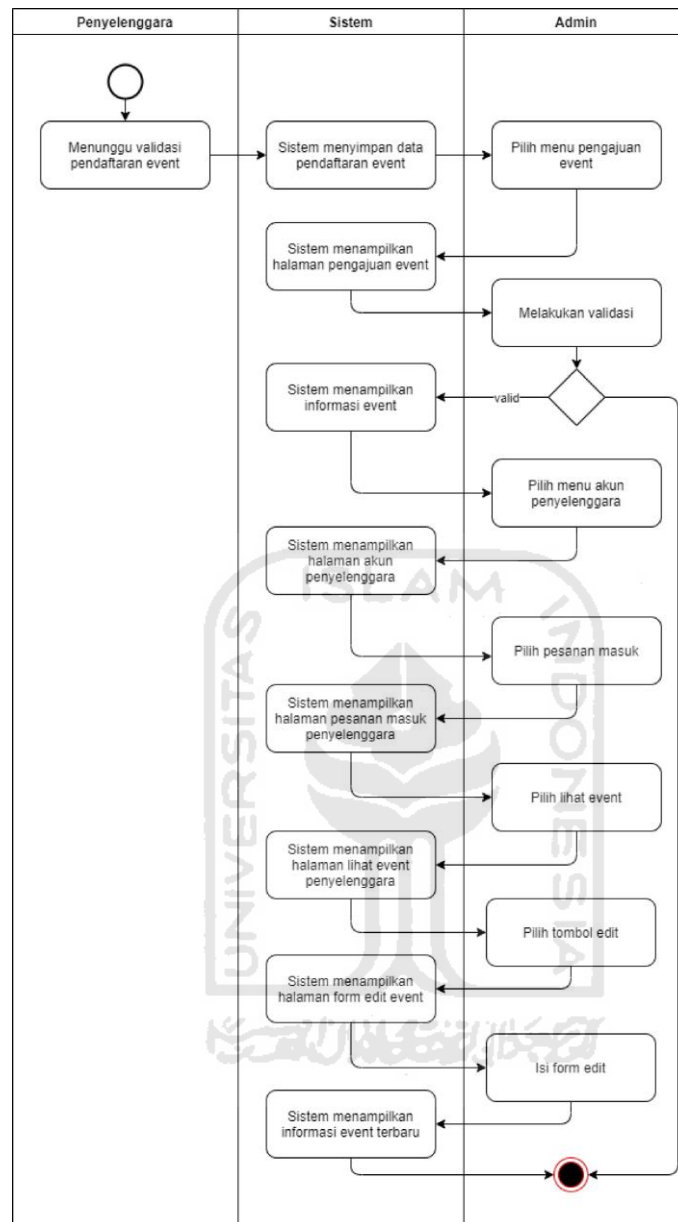 Penyelenggara
Sistem
Admin
Menunggu validasi
pendaftaran event
Sistem menyimpan data
pendaftaran event
Pilih menu pengajuan
event
Sistem menampilkan
halaman pengajuan event
Melakukan validasi
Sistem menampilkan
informasi event
valid
Pilih menu akun
penyelenggara
Sistem menampilkan
halaman akun
penyelenggara
Pilih pesanan masuk
Sistem menampilkan
halaman pesanan masuk
penyelenggara
Pilih lihat event
Sistem menampilkan
halaman lihat event
penyelenggara
Pilih tombol edit
Sistem menampilkan
halaman form edit event
Isi form edit
Sistem menampilkan
informasi event terbaru
UNIVERSITAS
ISLAM
INDONESIA